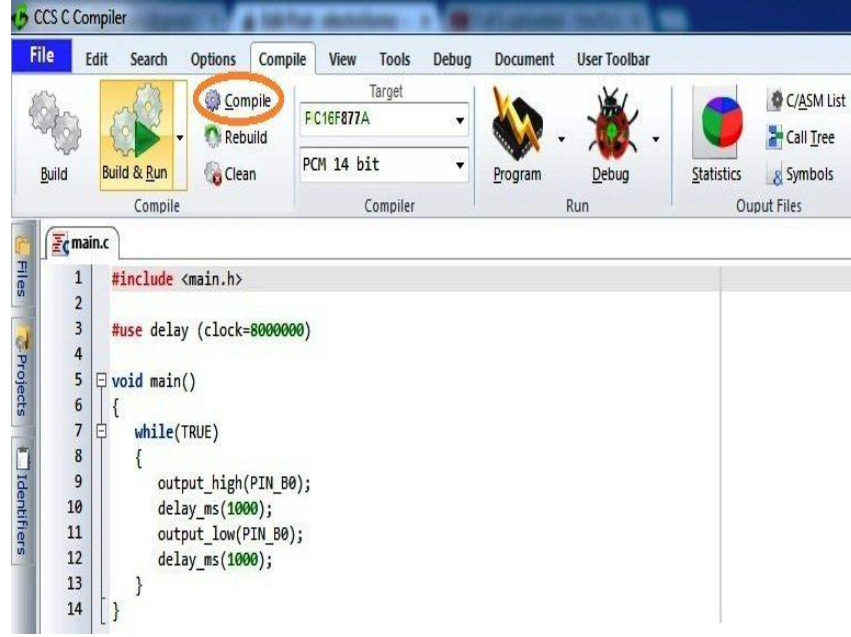 CCS C Compiler
File Edit Search Options Compile View Tools Debug Document User Toolbar
Build
Build & Run
Compile
Rebuild
Clean
Compile
Target
PIC16F877A
PCM 14 bit
Compiler
Program
Debug
Run
Statistics
C/ASM List
Call Tree
Symbols
Ouput Files
Files
Projects
Identifiers
main.c
1 #include <main.h>
2
3 #use delay (clock=8000000)
4
5 void main()
6 {
7 while(TRUE)
8 {
9 output_high(PIN_B0);
10 delay_ms(1000);
11 output_low(PIN_B0);
12 delay_ms(1000);
13 }
14 }